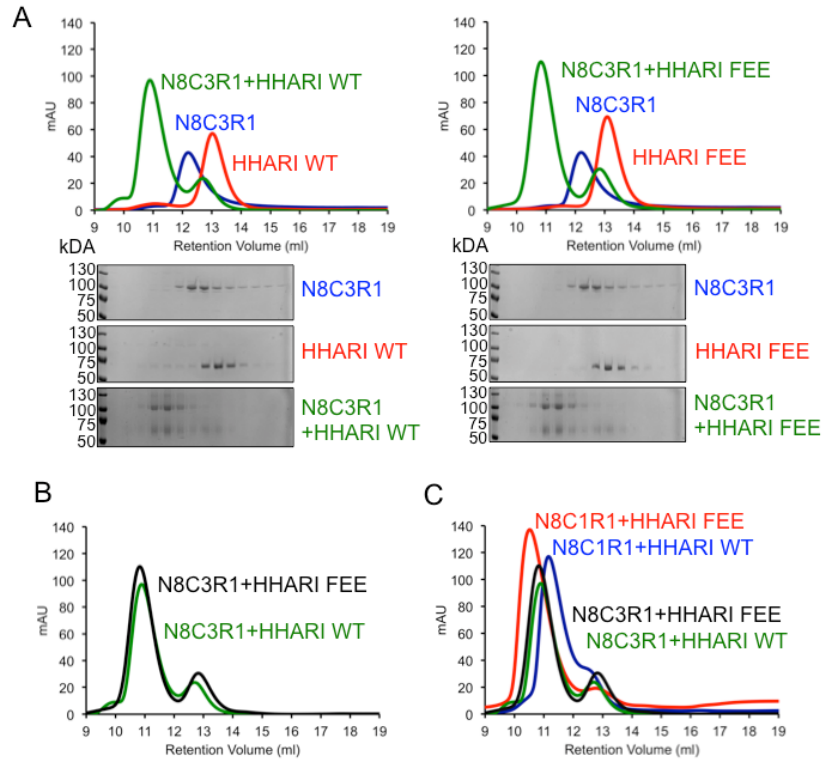 A
140
120
100
80
60
40
20
0
mAU
N8C3R1+HHARI WT
N8C3R1
HHARI WT
9 10 11 12 13 14 15 16 17 18 19
Retention Volume (ml)
140
120
100
80
60
40
20
0
mAU
N8C3R1+HHARI FEE
N8C3R1
HHARI FEE
9 10 11 12 13 14 15 16 17 18 19
Retention Volume (ml)
kDA
130
100
75
50
N8C3R1
130
100
75
50
HHARI WT
130
100
75
50
N8C3R1
+HHARI WT
kDA
130
100
75
50
N8C3R1
130
100
75
50
HHARI FEE
130
100
75
50
N8C3R1
+HHARI FEE
B
140
120
100
80
60
40
20
0
mAU
N8C3R1+HHARI FEE
N8C3R1+HHARI WT
9 10 11 12 13 14 15 16 17 18 19
Retention Volume (ml)
C
140
120
100
80
60
40
20
0
mAU
N8C1R1+HHARI FEE
N8C1R1+HHARI WT
N8C3R1+HHARI FEE
N8C3R1+HHARI WT
9 10 11 12 13 14 15 16 17 18 19
Retention Volume (ml)